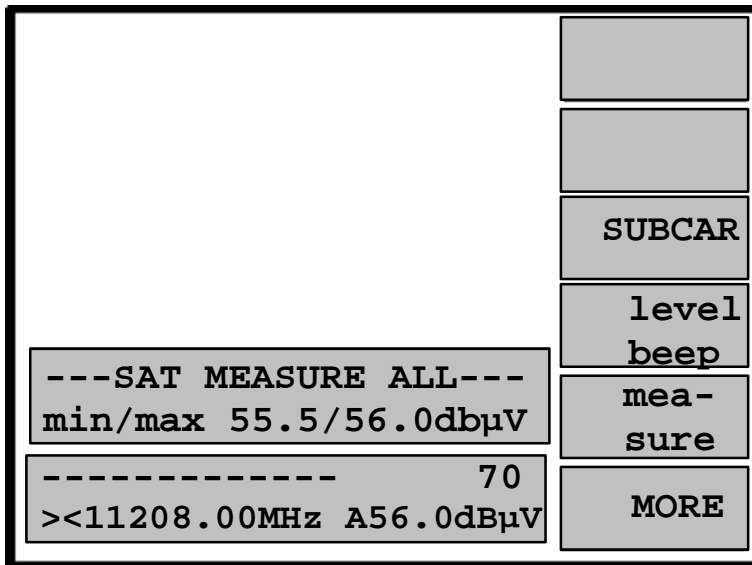 SUBCAR
level
beep
mea-
sure
MORE
---SAT MEASURE ALL---
min/max 55.5/56.0dbµV
------------- 70
><11208.00MHz A56.0dBµV